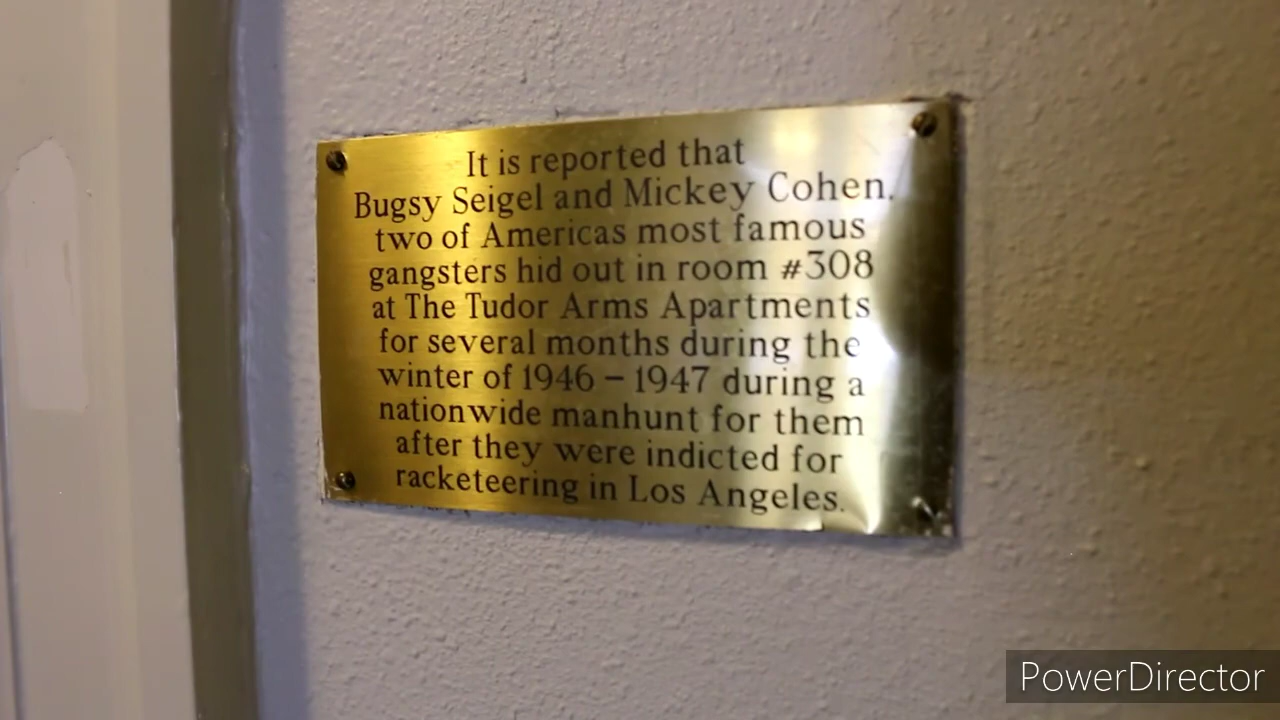 It is reported that
Bugsy Seigel and Mickey Cohen.
two of Americas most famous
gangsters hid out in room #308
at The Tudor Arms Apartments
for several months during the
winter of 1946 – 1947 during a
nationwide manhunt for them
after they were indicted for
racketeering in Los Angeles.
PowerDirector